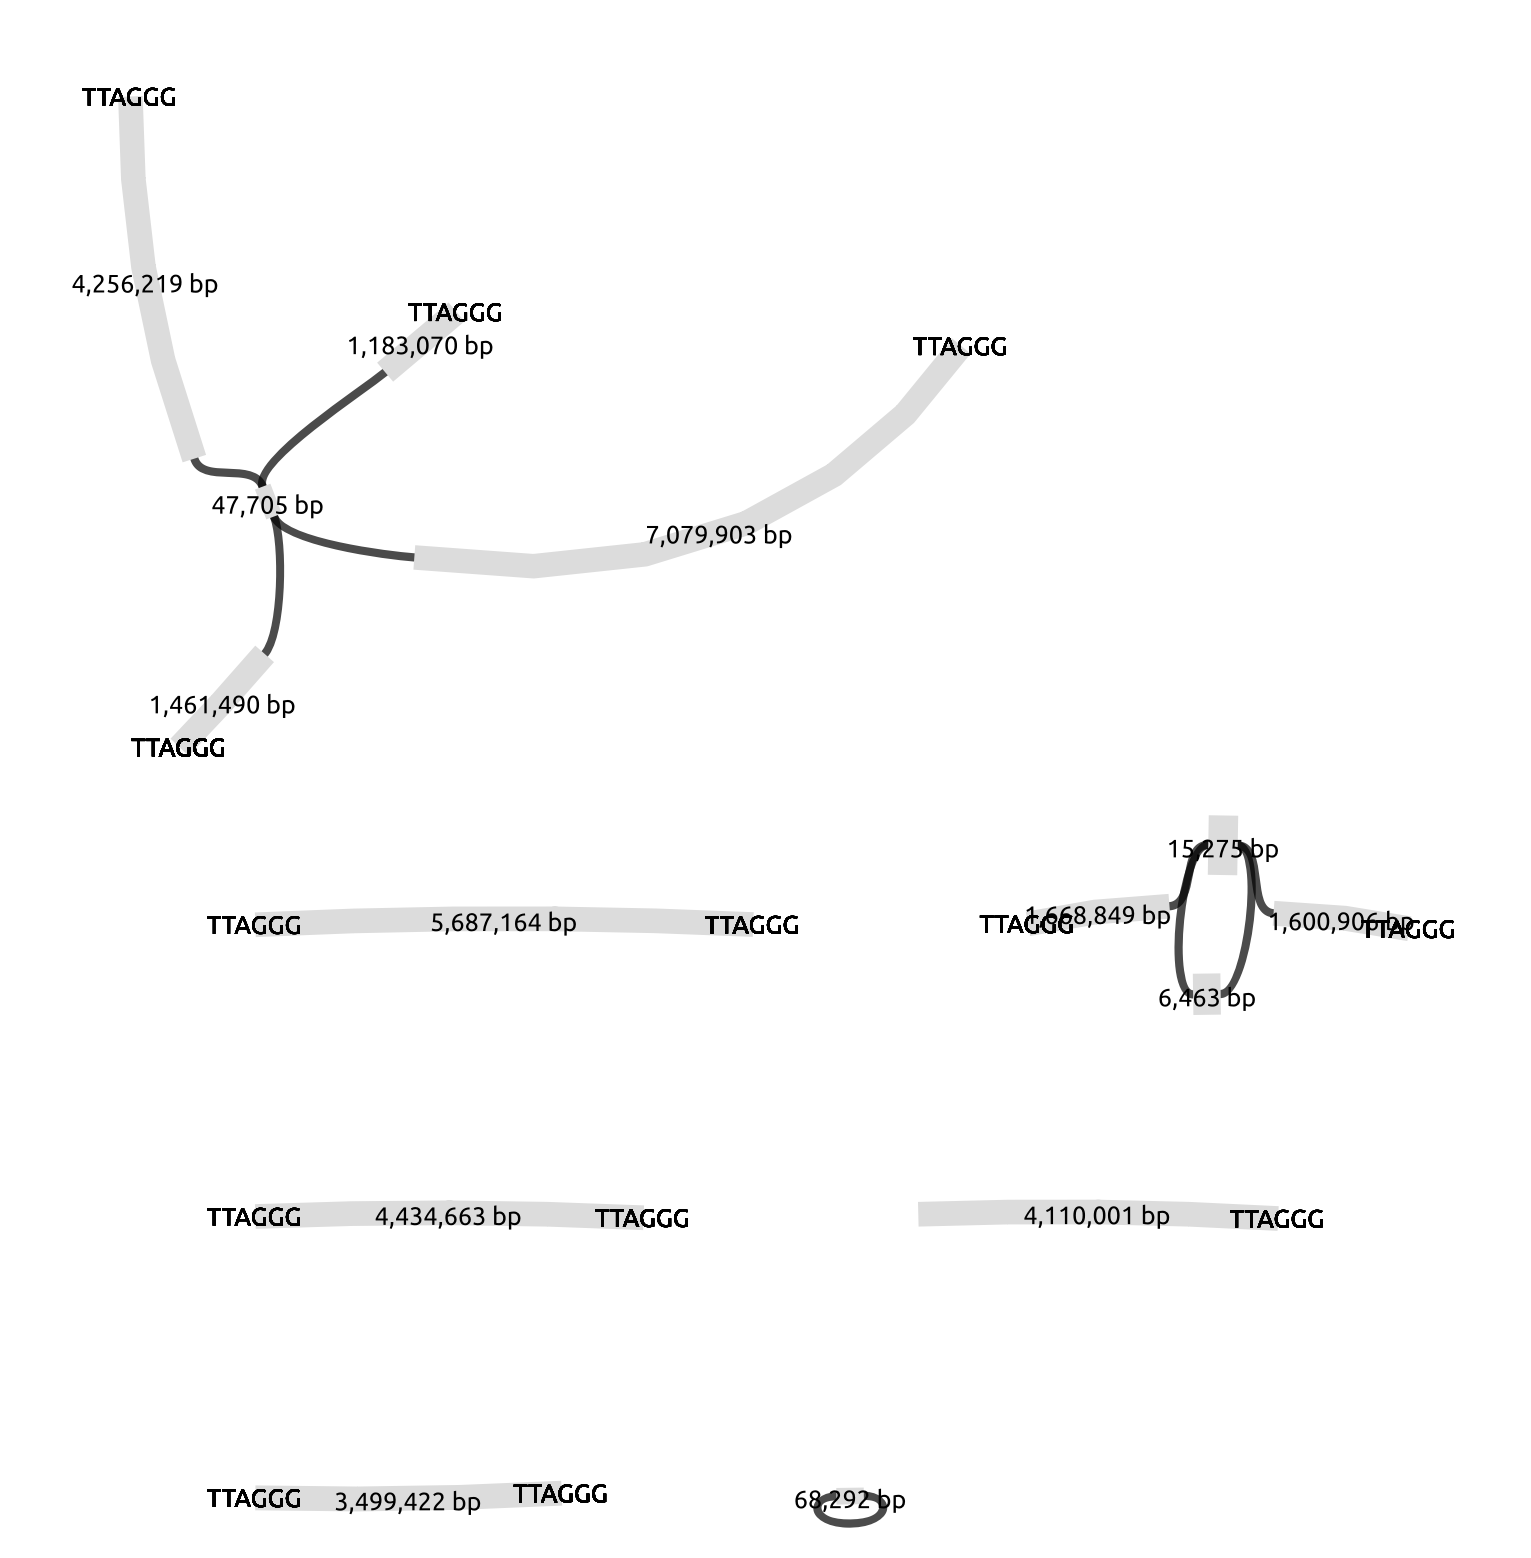 TTAGGG
4,256,219 bp
TTAGGG
1,183,070 bp
TTAGGG
47,705 bp
7,079,903 bp
1,461,490 bp
TTAGGG
15,275 bp
TTAGGG 5,687,164 bp TTAGGG
TTAGGG 1,668,849 bp 1,600,906 bp TTAGGG
6,463 bp
TTAGGG 4,434,663 bp TTAGGG
4,110,001 bp TTAGGG
TTAGGG 3,499,422 bp TTAGGG
68,292 bp